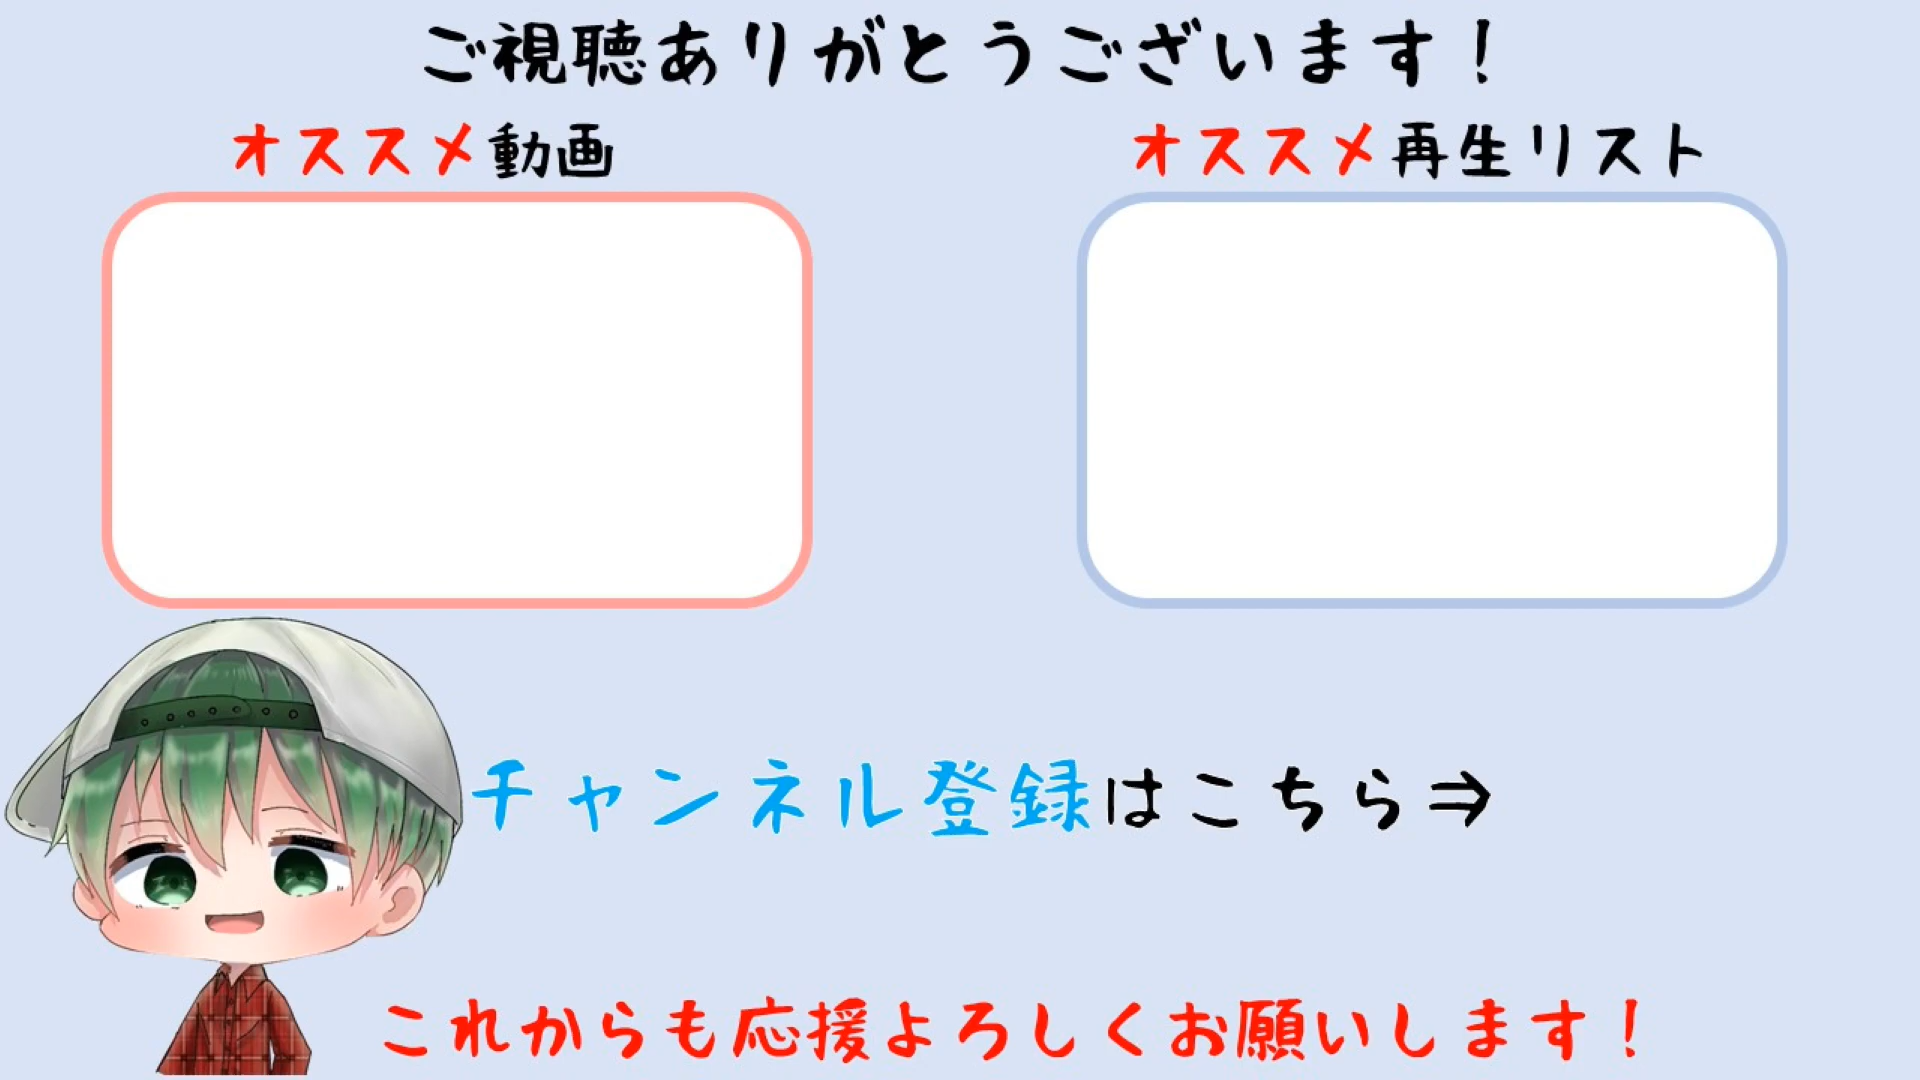 ご視聴ありがとうございます！
オススメ動画
オススメ再生リスト
チャンネル登録はこちら⇒
これからも応援よろしくお願いします！